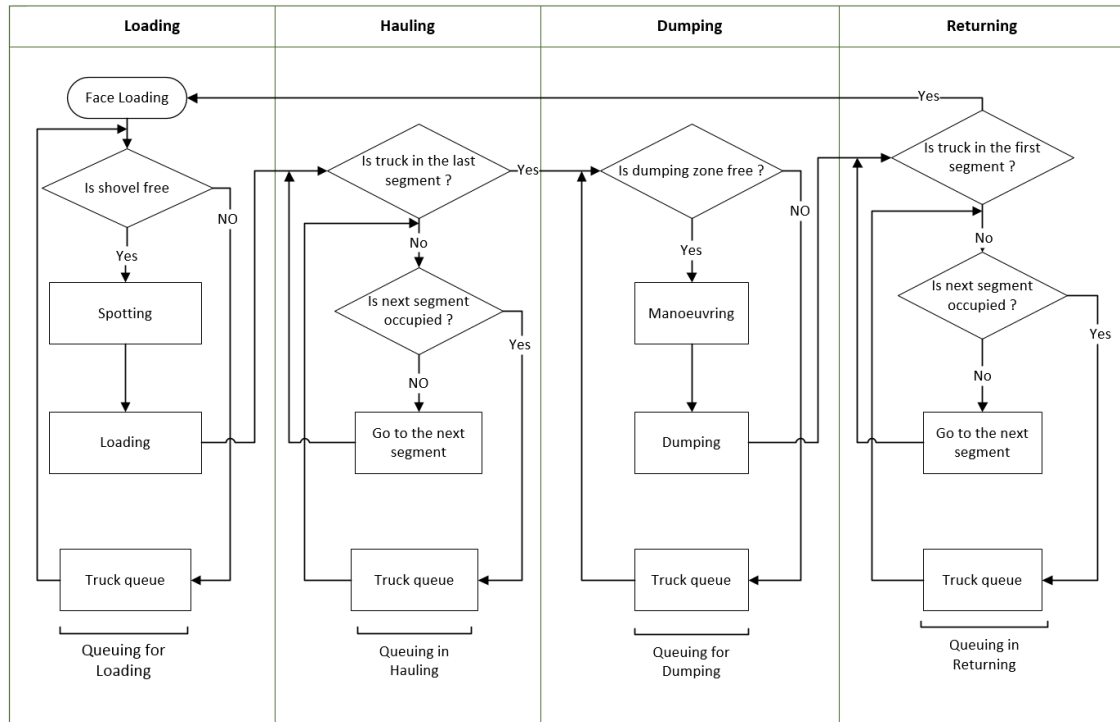 Loading
Hauling
Dumping
Returning
Face Loading
Is shovel free
NO
Yes
Spotting
Loading
Truck queue
Queuing for
Loading
Is truck in the last
segment ?
Yes
No
Is next segment
occupied ?
Yes
NO
Go to the next
segment
Truck queue
Queuing in
Hauling
Is dumping zone free ?
NO
Yes
Manoeuvring
Dumping
Truck queue
Queuing for
Dumping
Yes
Is truck in the first
segment ?
No
Is next segment
occupied ?
Yes
No
Go to the next
segment
Truck queue
Queuing in
Returning